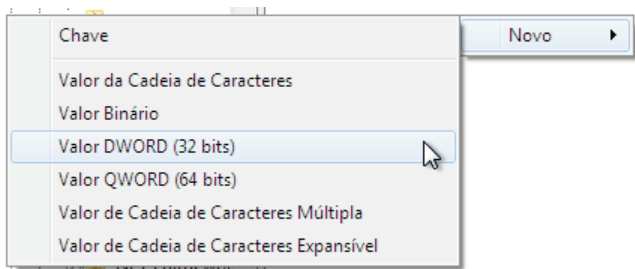 Novo
Chave
Valor da Cadeia de Caracteres
Valor Binário
Valor DWORD (32 bits)
Valor QWORD (64 bits)
Valor de Cadeia de Caracteres Múltipla
Valor de Cadeia de Caracteres Expansível